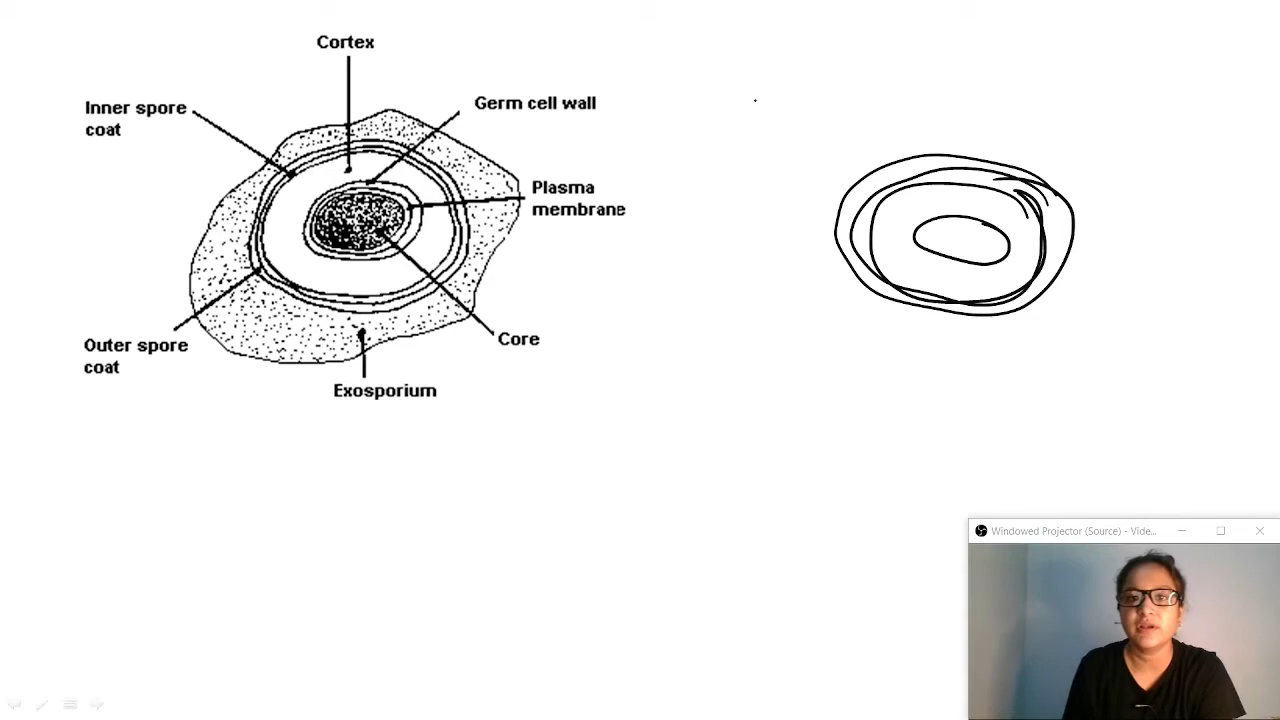 Cortex
Inner spore
coat
Germ cell wall
Plasma
membrane
Outer spore
coat
Core
Exosporium
Windowed Projector (Source) - Vide...